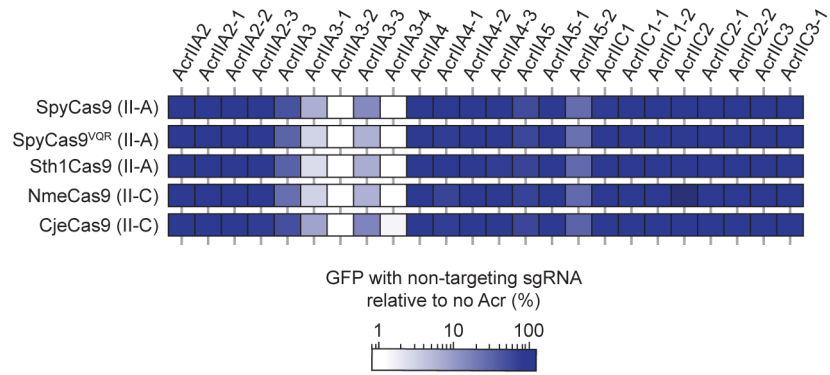 AcrIIA2
AcrIIA2-1
AcrIIA2-2
AcrIIA2-3
AcrIIA3
AcrIIA3-1
AcrIIA3-2
AcrIIA3-3
AcrIIA3-4
AcrIIA4
AcrIIA4-1
AcrIIA4-2
AcrIIA4-3
AcrIIA5
AcrIIA5-1
AcrIIA5-2
AcrIIC1
AcrIIC1-1
AcrIIC1-2
AcrIIC2
AcrIIC2-1
AcrIIC2-2
AcrIIC3
AcrIIC3-1
SpyCas9 (II-A)
SpyCas9VQR (II-A)
Sth1Cas9 (II-A)
NmeCas9 (II-C)
CjeCas9 (II-C)
GFP with non-targeting sgRNA
relative to no Acr (%)
1 10 100